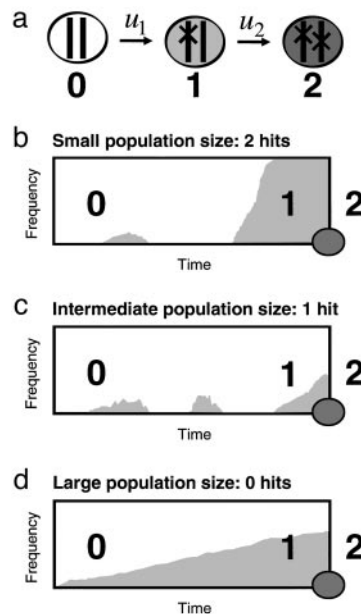 a
u1 u2
0 1 2
b
Small population size: 2 hits
Frequency
0 1 2
Time
c
Intermediate population size: 1 hit
Frequency
0 1 2
Time
d
Large population size: 0 hits
Frequency
0 1 2
Time